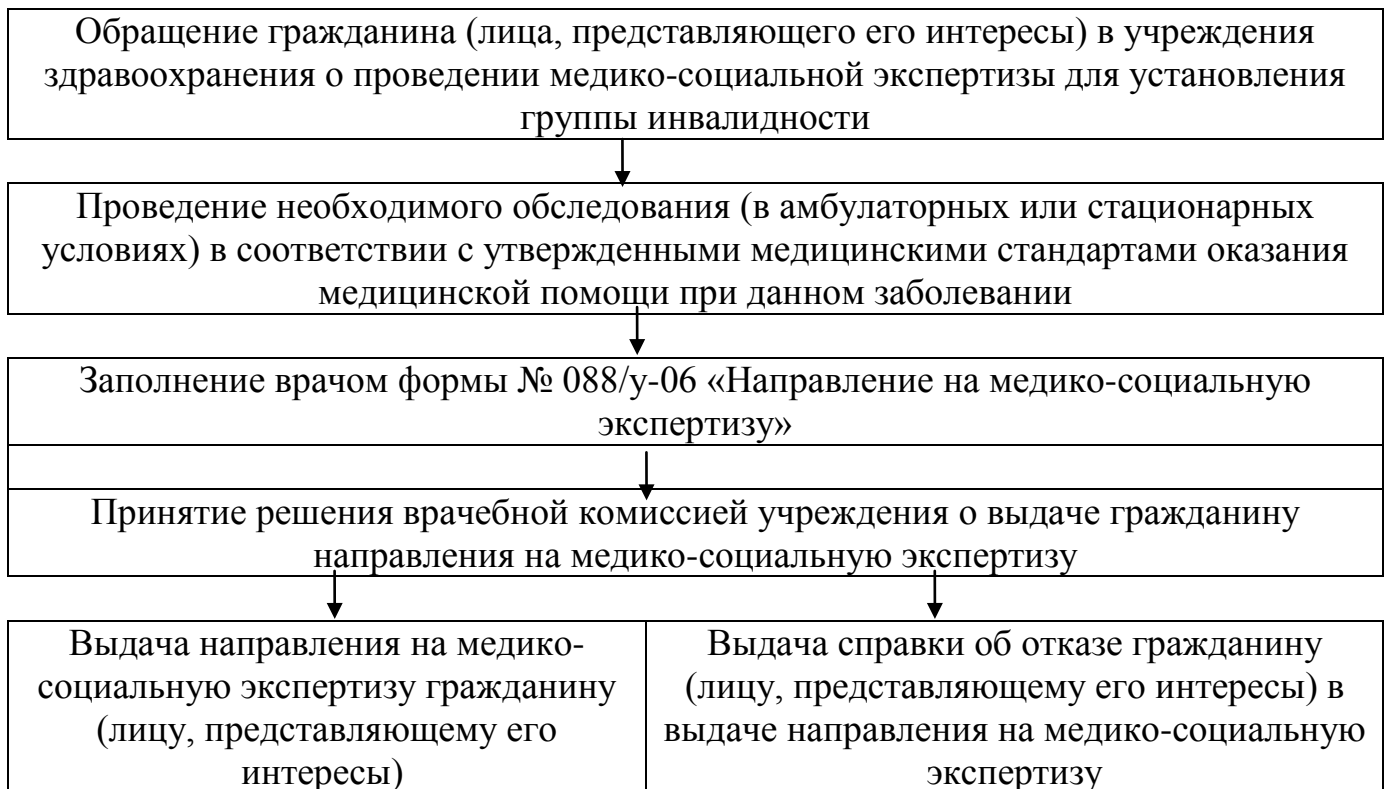 Обращение гражданина (лица, представляющего его интересы) в учреждения
здравоохранения о проведении медико-социальной экспертизы для установления
группы инвалидности
Проведение необходимого обследования (в амбулаторных или стационарных
условиях) в соответствии с утвержденными медицинскими стандартами оказания
медицинской помощи при данном заболевании
Заполнение врачом формы № 088/у-06 «Направление на медико-социальную
экспертизу»
Принятие решения врачебной комиссией учреждения о выдаче гражданину
направления на медико-социальную экспертизу
Выдача направления на медико-
социальную экспертизу гражданину
(лицу, представляющему его
интересы)
Выдача справки об отказе гражданину
(лицу, представляющему его интересы) в
выдаче направления на медико-социальную
экспертизу